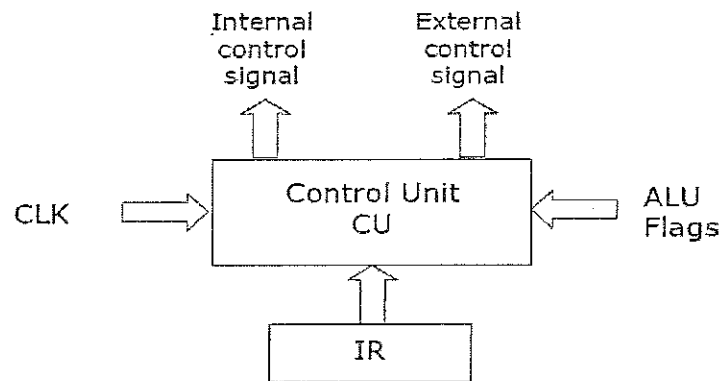 Internal
control
signal
External
control
signal
Control Unit
CU
CLK
ALU
Flags
IR